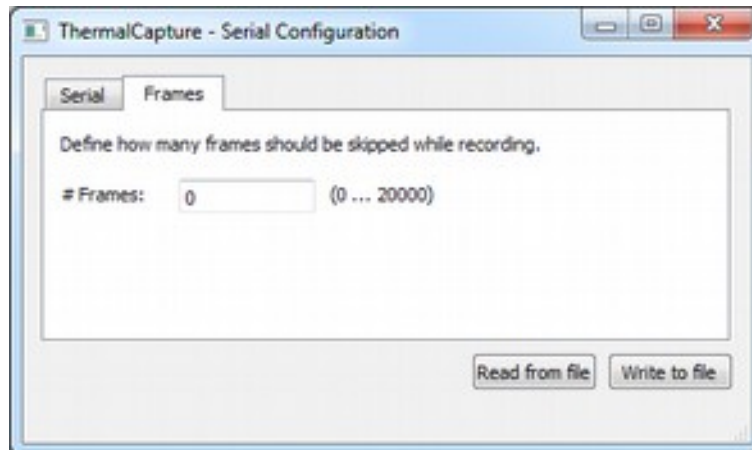 ThermalCapture - Serial Configuration
Serial Frames
Define how many frames should be skipped while recording.
# Frames: 0 (0 ... 20000)
Read from file Write to file